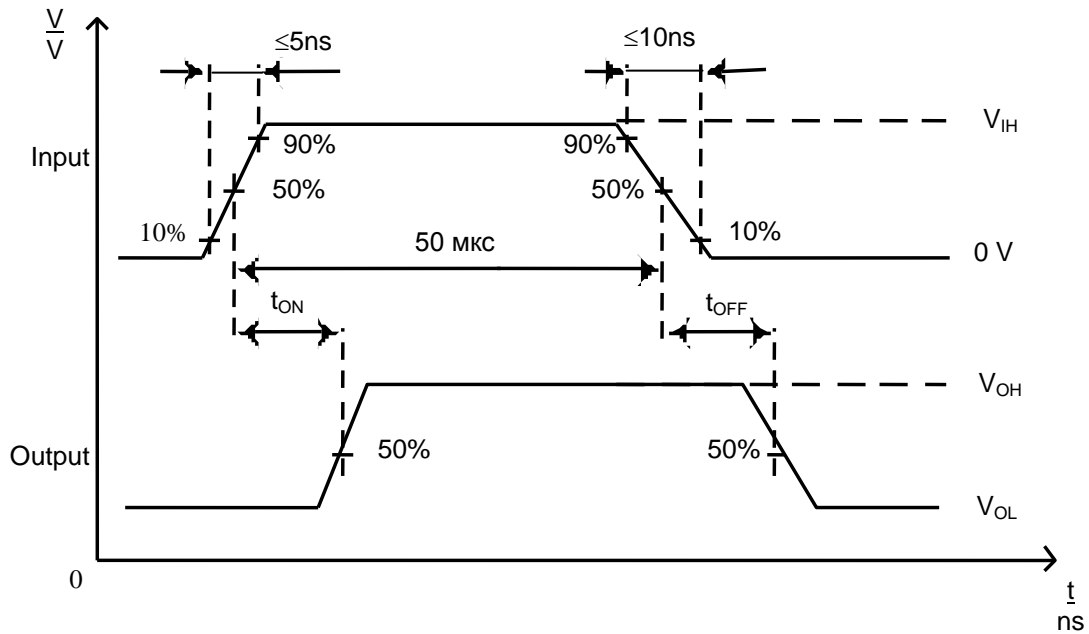 V
V
≤5ns
≤10ns
V_IH
Input
90%
90%
50%
50%
10%
10%
50 мкс
0 V
t_ON
t_OFF
V_OH
Output
50%
50%
V_OL
0
t
ns